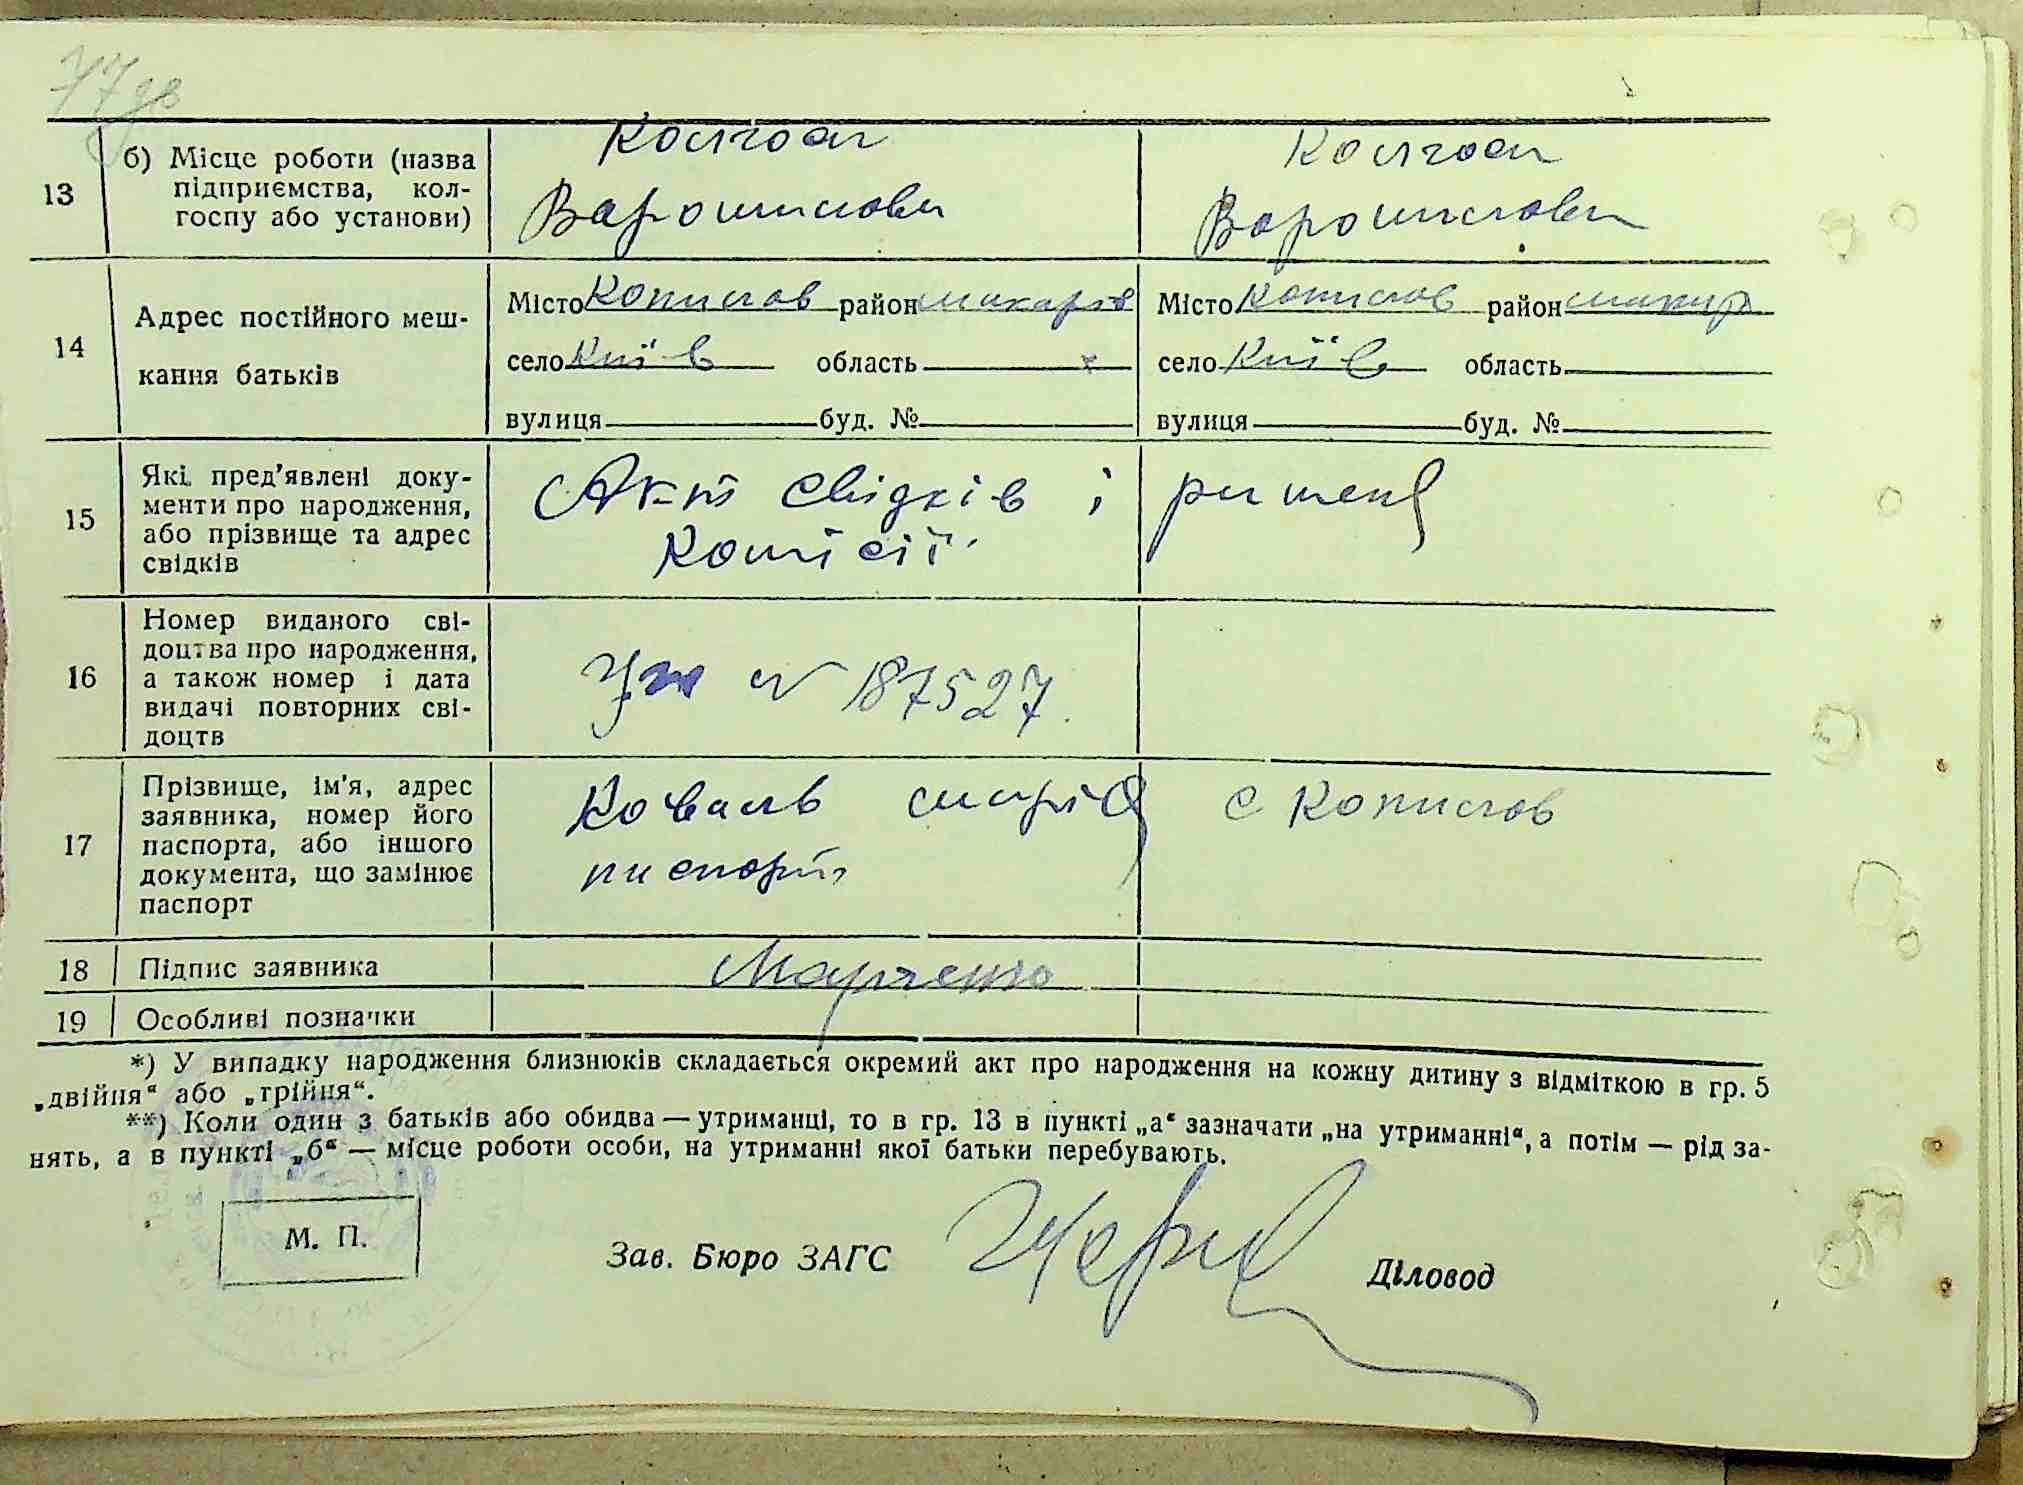 77зв
13
б) Місце роботи (назва
підприємства, кол-
госпу або установи)
Колгосп
Ворошилова
Колгосп
Ворошилова
14
Адрес постійного меш-
кання батьків
Місто Копилов район Макарів
село Київ область
вулиця буд. №
Місто Копилов район Макар
село Київ область
вулиця буд. №
15
Які пред’явлені доку-
менти про народження,
або прізвище та адрес
свідків
Акт свідків і рішення
Комісії.
16
Номер виданого сві-
доцтва про народження,
а також номер і дата
видачі повторних сві-
доцтв
N 187527.
17
Прізвище, ім’я, адрес
заявника, номер його
паспорта, або іншого
документа, що замінює
паспорт
Коваль Марія с Копилов
паспорт
18
Підпис заявника
Марченко
19
Особливі позначки
*) У випадку народження близнюків складається окремий акт про народження на кожну дитину з відміткою в гр. 5
„двійня“ або „трійня“.
**) Коли один з батьків або обидва — утриманці, то в гр. 13 в пункті „а“ зазначати „на утриманні“, а потім — рід за-
нять, а в пункті „б“ — місце роботи особи, на утриманні якої батьки перебувають.
М. П.
Зав. Бюро ЗАГС
Діловод